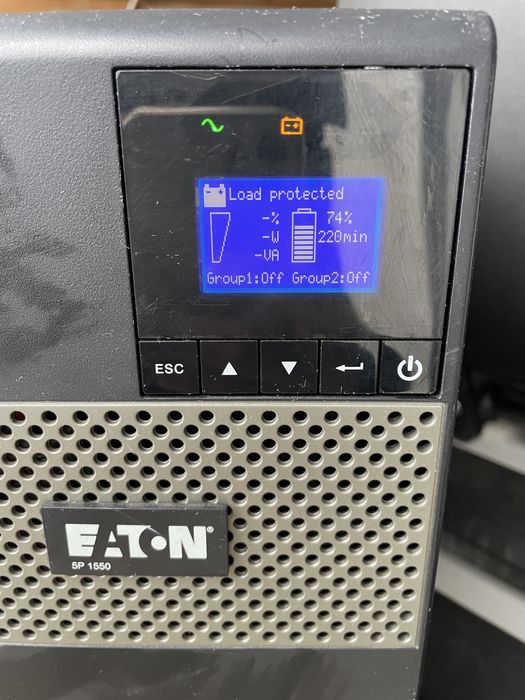 Load protected
-% 74%
-W 220min
-VA
Group1:Off Group2:Off
ESC
EATON®
5P 1550